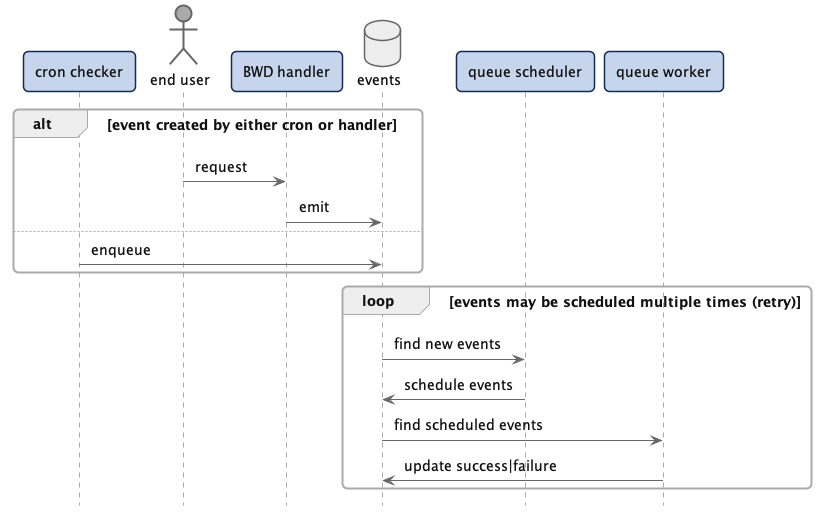 cron checker
end user
BWD handler
events
queue scheduler
queue worker
alt
[event created by either cron or handler]
request
emit
enqueue
loop
[events may be scheduled multiple times (retry)]
find new events
schedule events
find scheduled events
update success|failure